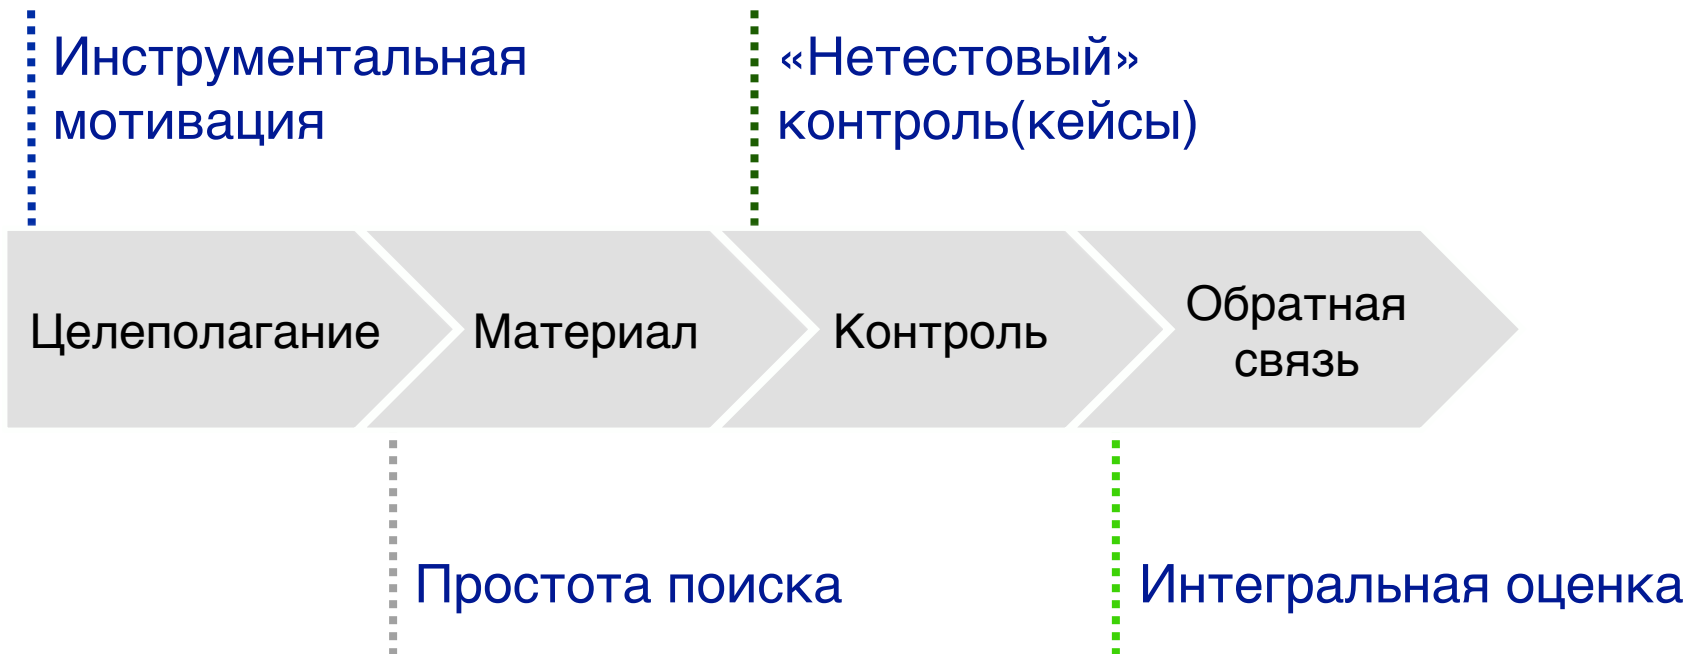 Инструментальная
мотивация
«Нетестовый»
контроль(кейсы)
Целеполагание
Материал
Контроль
Обратная
связь
Простота поиска
Интегральная оценка